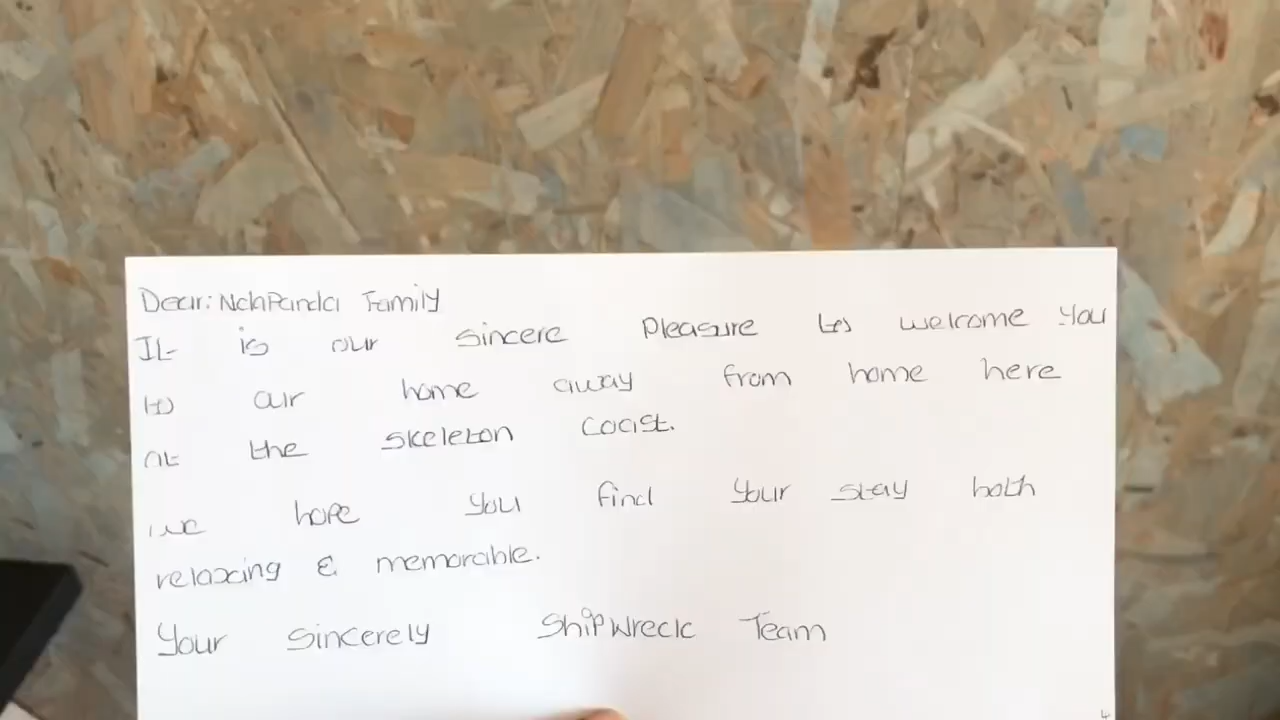 Dear: NdaPanda Family
It is our sincere Pleasure to welcome You
to our home away from home here
at the skeleton coast.
we hope you find Your stay both
relaxing & memorable.
Your Sincerely Shipwreck Team